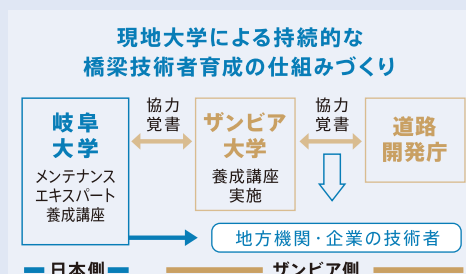 現地大学による持続的な
橋梁技術者育成の仕組みづくり
岐阜
大学
メンテナンス
エキスパート
養成講座
協力
覚書
ザンビア
大学
養成講座
実施
協力
覚書
道路
開発庁
地方機関・企業の技術者
日本側
ザンビア側